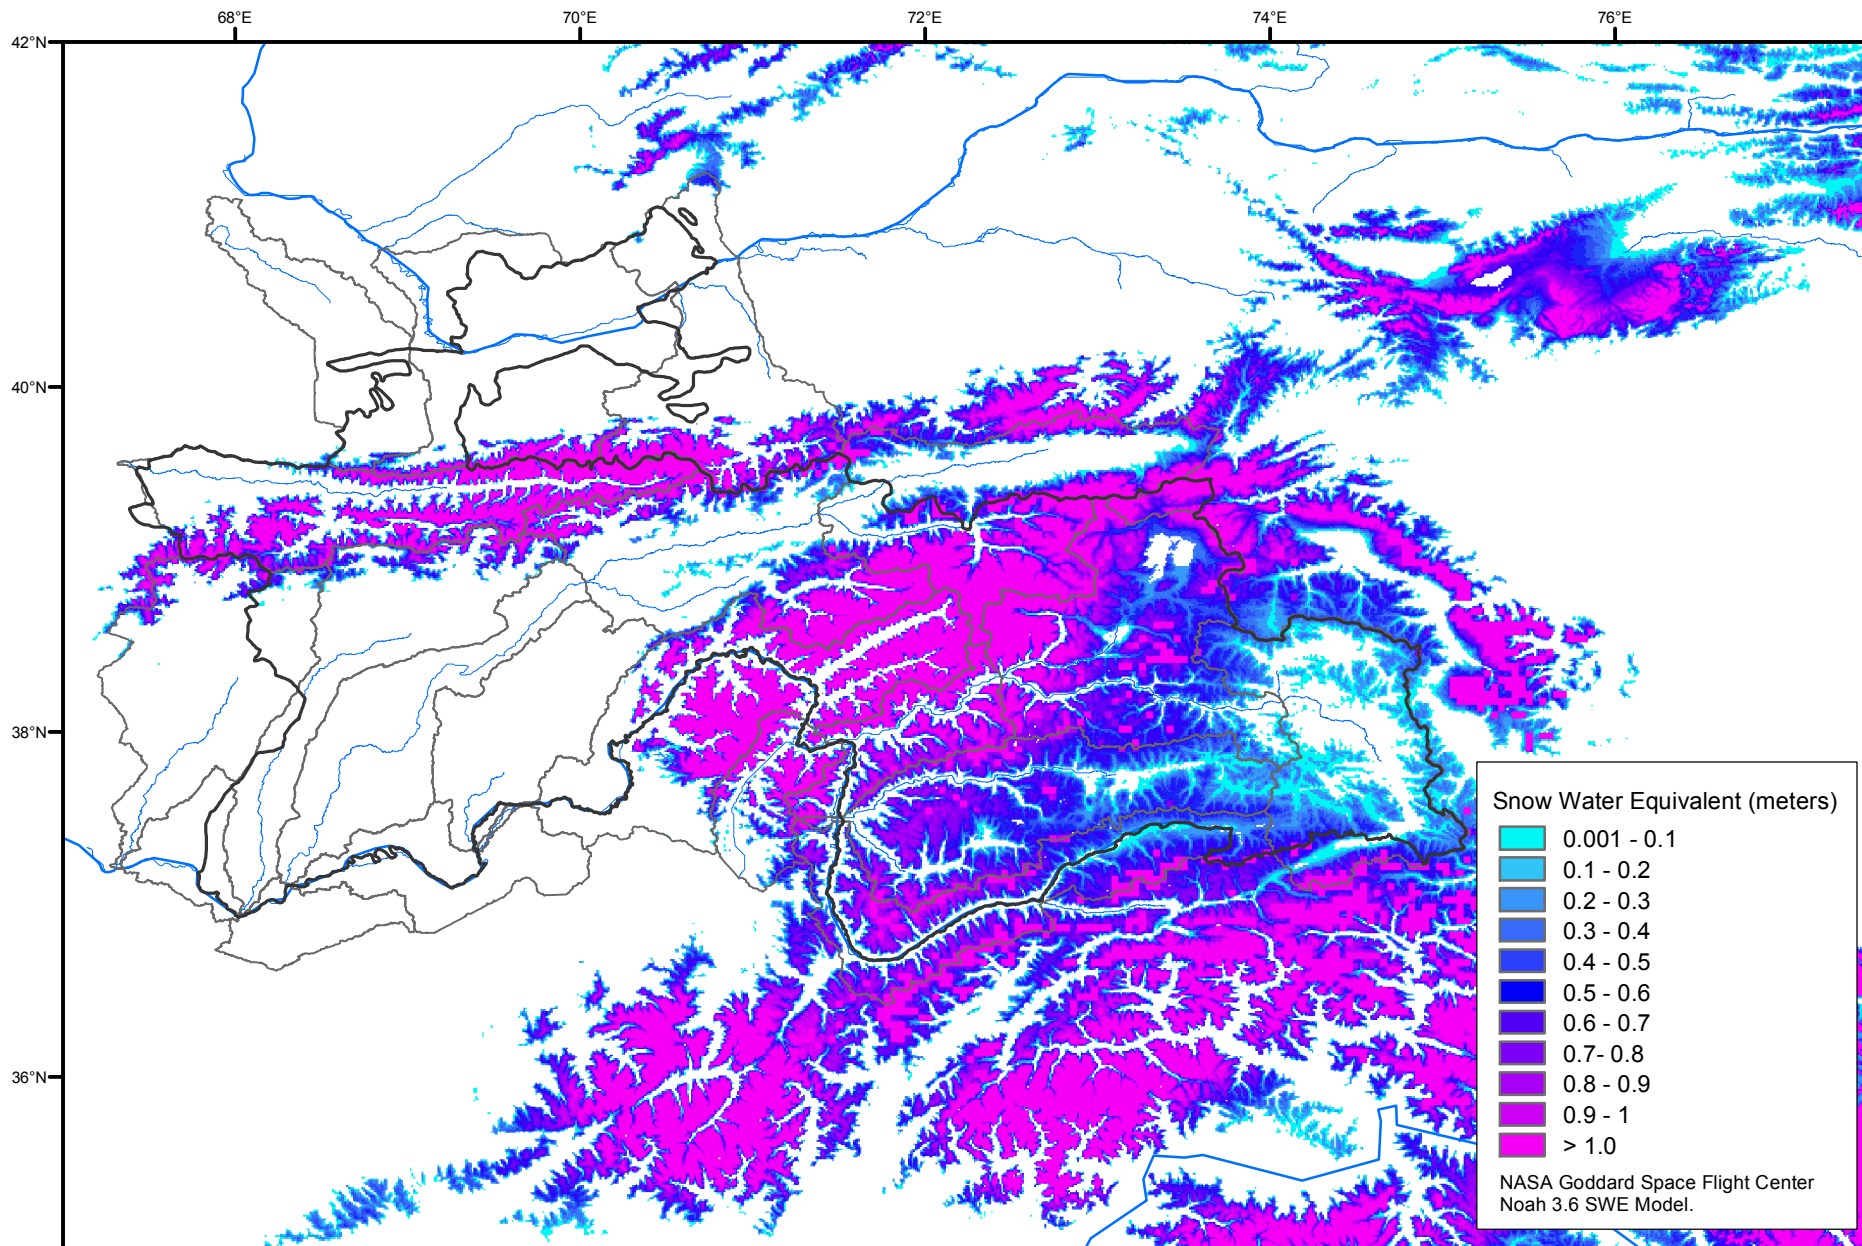 68°E
70°E
72°E
74°E
76°E
42°N
40°N
38°N
36°N
Snow Water Equivalent (meters)
0.001 - 0.1
0.1 - 0.2
0.2 - 0.3
0.3 - 0.4
0.4 - 0.5
0.5 - 0.6
0.6 - 0.7
0.7- 0.8
0.8 - 0.9
0.9 - 1
> 1.0
NASA Goddard Space Flight Center
Noah 3.6 SWE Model.